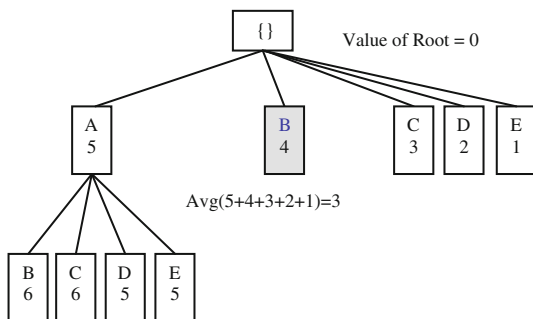 {}
Value of Root = 0
A
5
B
4
C
3
D
2
E
1
Avg(5+4+3+2+1)=3
B
6
C
6
D
5
E
5